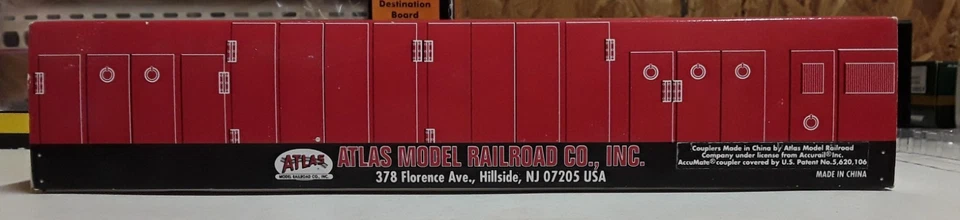 Destination
Board
ATLAS
MODEL RAILROAD CO., INC.
ATLAS MODEL RAILROAD CO., INC.
378 Florence Ave., Hillside, NJ 07205 USA
Couplers Made in China by Atlas Model Railroad
Company under license from Accurail® Inc.
AccuMate® coupler covered by U.S. Patent No. 5,620,106
MADE IN CHINA